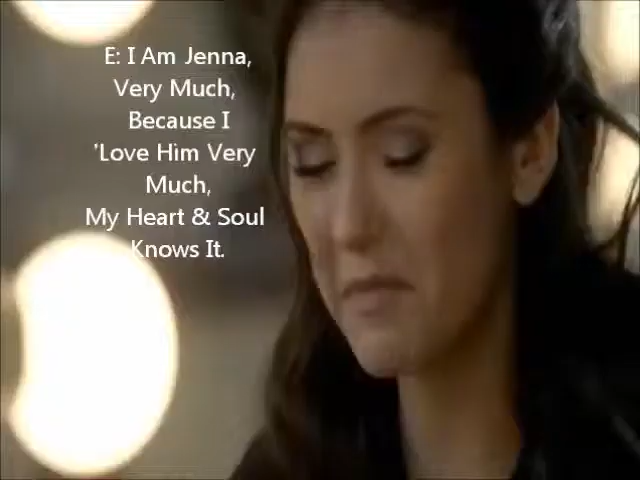 E: I Am Jenna,
Very Much,
Because I
'Love Him Very
Much,
My Heart & Soul
Knows It.